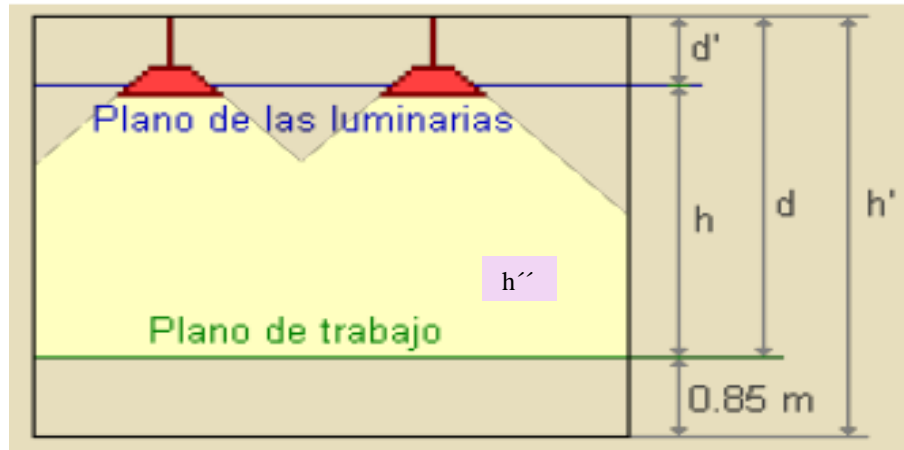 d'
Plano de las luminarias
h
d
h'
h´´
Plano de trabajo
0.85 m